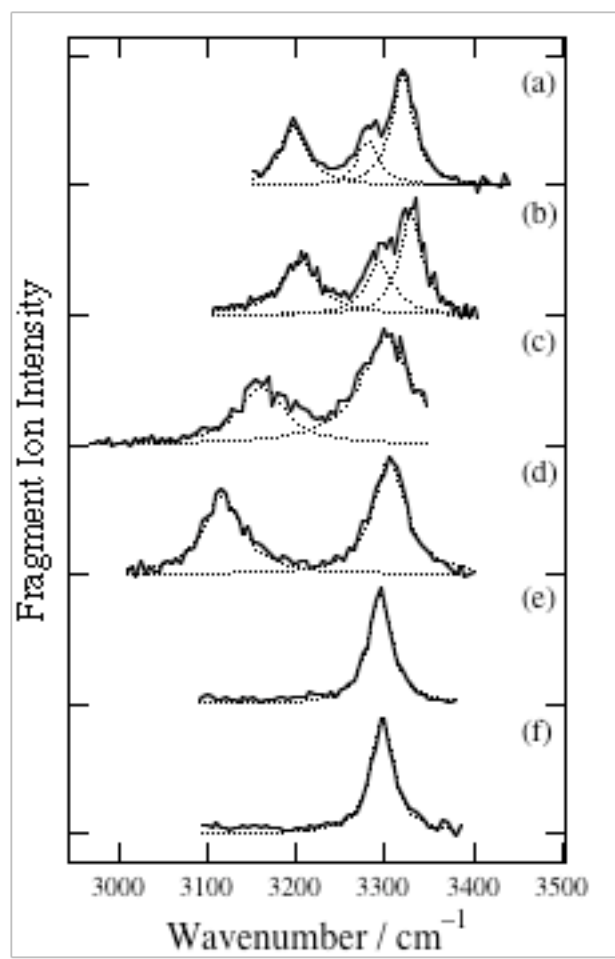 (a)
(b)
(c)
(d)
(e)
(f)
Fragment Ion Intensity
3000 3100 3200 3300 3400 3500
Wavenumber / cm⁻¹